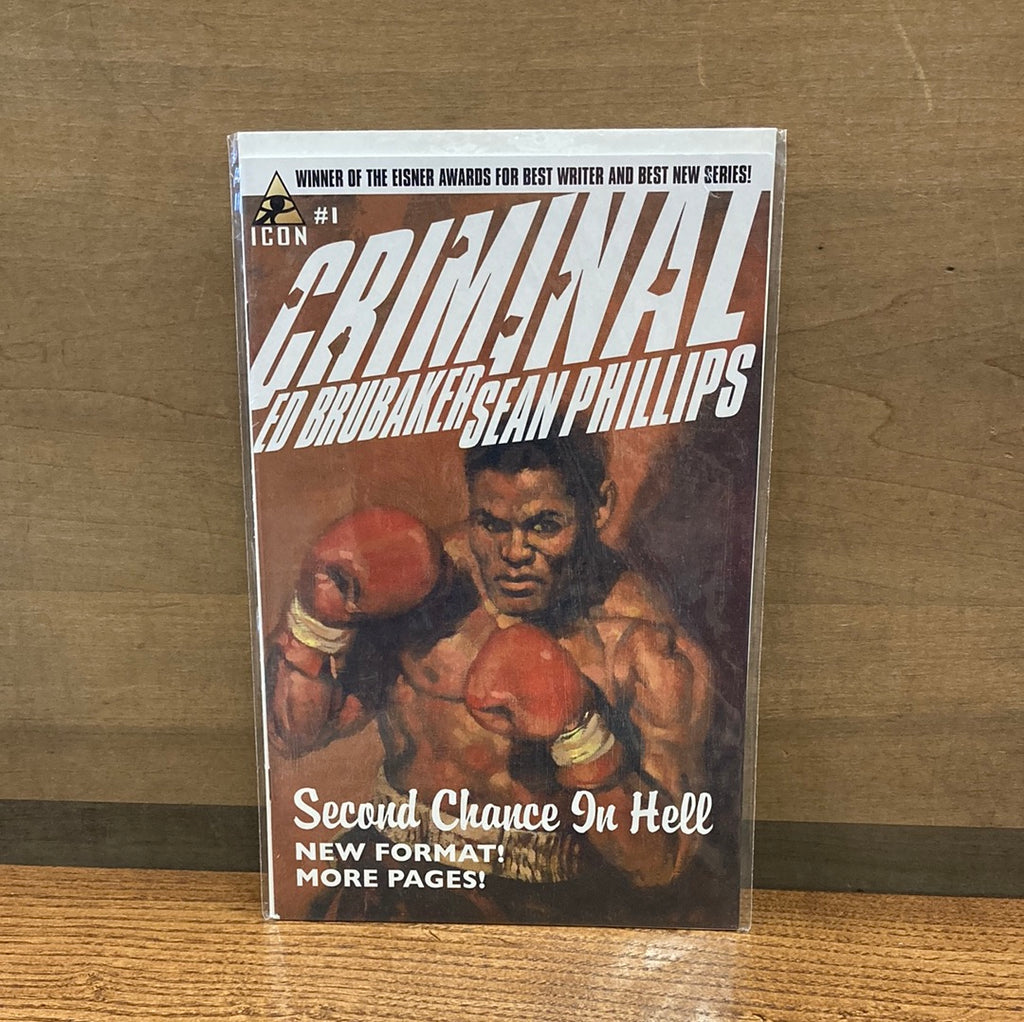 WINNER OF THE EISNER AWARDS FOR BEST WRITER AND BEST NEW SERIES!
#1
ICON
CRIMINAL
ED BRUBAKER SEAN PHILLIPS
Second Chance In Hell
NEW FORMAT!
MORE PAGES!